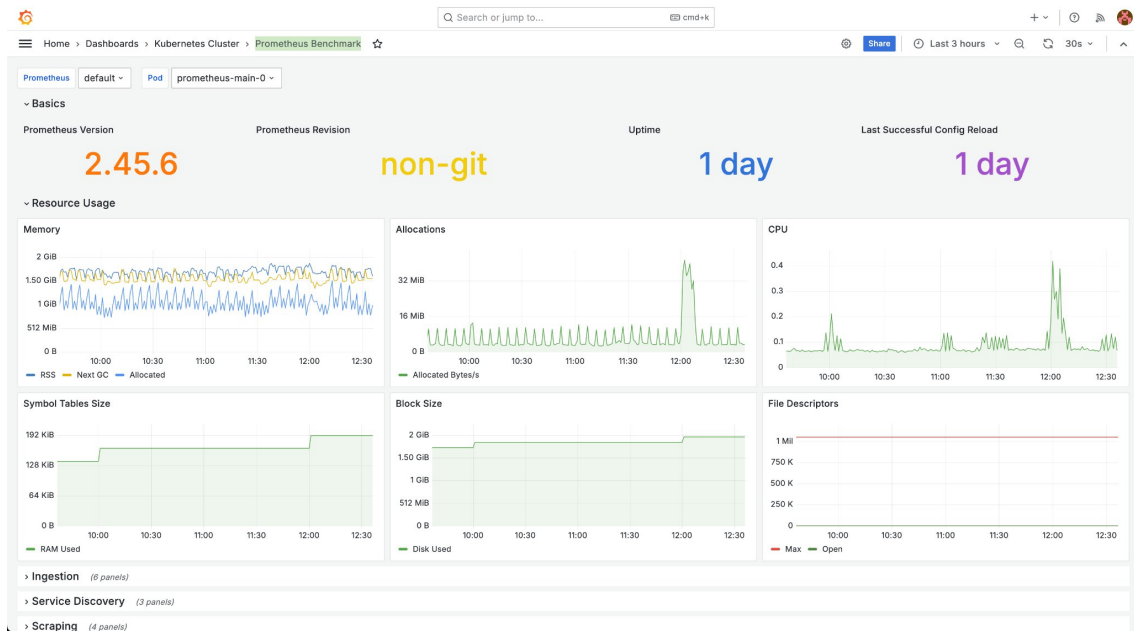 Search or jump to...
cmd+k
Home › Dashboards › Kubernetes Cluster › Prometheus Benchmark
Share
Last 3 hours
30s
Prometheus
default
Pod
prometheus-main-0
Basics
Prometheus Version
Prometheus Revision
Uptime
Last Successful Config Reload
2.45.6
non-git
1 day
1 day
Resource Usage
Memory
2 GiB
1.50 GiB
1 GiB
512 MiB
0 B
10:00 10:30 11:00 11:30 12:00 12:30
RSS Next GC Allocated
Allocations
32 MiB
16 MiB
0 B
10:00 10:30 11:00 11:30 12:00 12:30
Allocated Bytes/s
CPU
0.4
0.3
0.2
0.1
0
10:00 10:30 11:00 11:30 12:00 12:30
Symbol Tables Size
192 KiB
128 KiB
64 KiB
0 B
10:00 10:30 11:00 11:30 12:00 12:30
RAM Used
Block Size
2 GiB
1.50 GiB
1 GiB
512 MiB
0 B
10:00 10:30 11:00 11:30 12:00 12:30
Disk Used
File Descriptors
1 Mil
750 K
500 K
250 K
0
10:00 10:30 11:00 11:30 12:00 12:30
Max Open
Ingestion (6 panels)
Service Discovery (3 panels)
Scraping (4 panels)